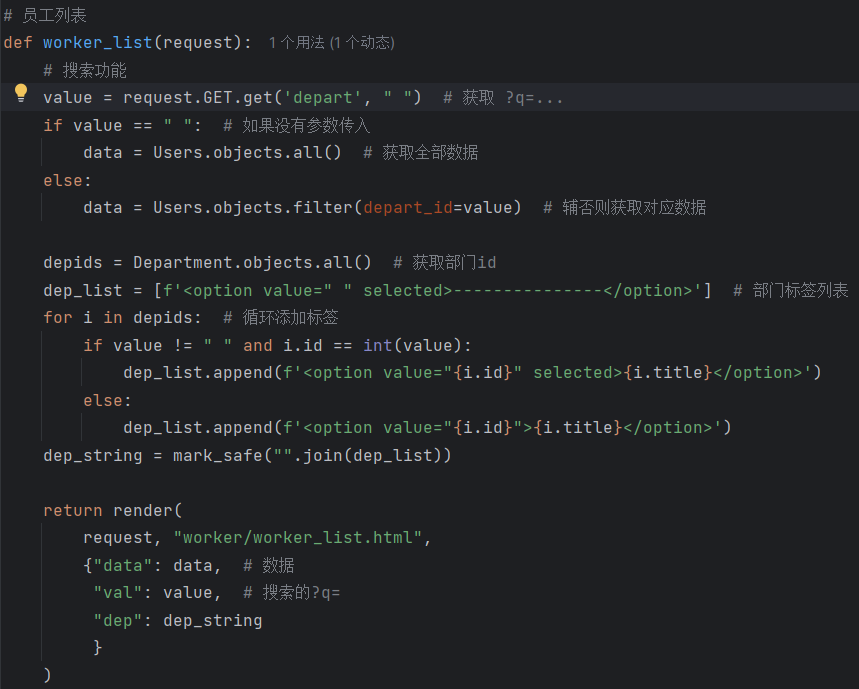 # 员工列表
def worker_list(request):  1 个用法 (1 个动态)
    # 搜索功能
    value = request.GET.get('depart', " ")  # 获取 ?q=...
    if value == " ":  # 如果没有参数传入
        data = Users.objects.all()  # 获取全部数据
    else:
        data = Users.objects.filter(depart_id=value)  # 辅否则获取对应数据

    depids = Department.objects.all()  # 获取部门id
    dep_list = [f'<option value=" " selected>---------------</option>']  # 部门标签列表
    for i in depids:  # 循环添加标签
        if value != " " and i.id == int(value):
            dep_list.append(f'<option value="{i.id}" selected>{i.title}</option>')
        else:
            dep_list.append(f'<option value="{i.id}">{i.title}</option>')
    dep_string = mark_safe("".join(dep_list))

    return render(
        request, "worker/worker_list.html",
        {"data": data,  # 数据
         "val": value,  # 搜索的?q=
         "dep": dep_string
         }
    )